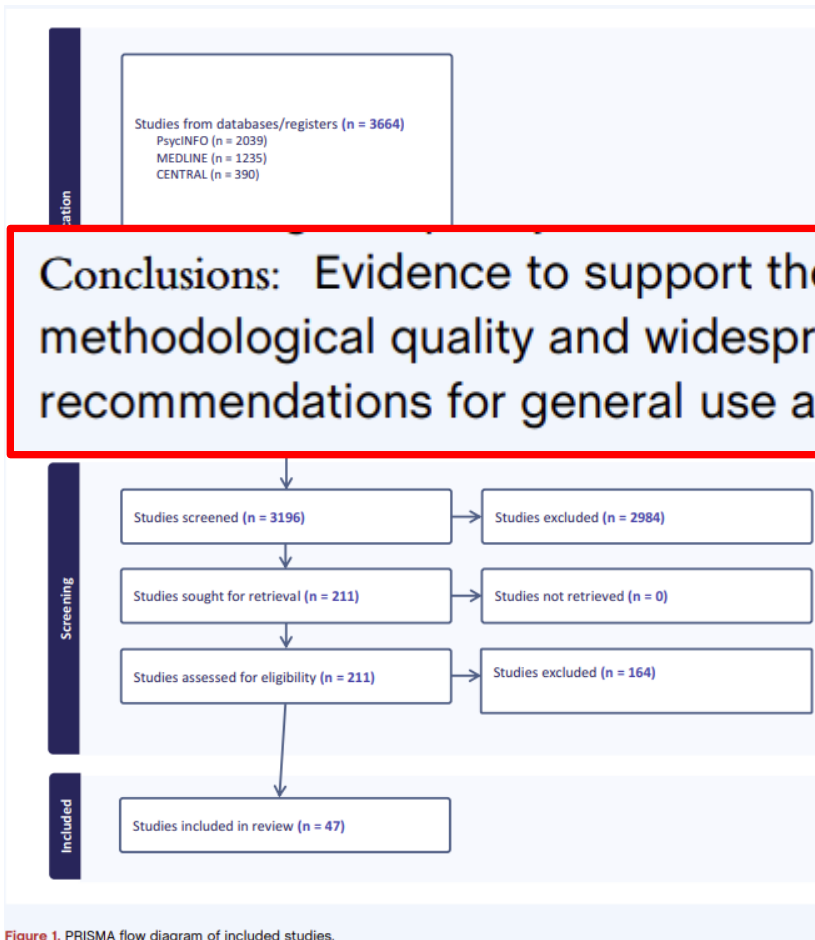 Studies from databases/registers (n = 3664)
PsycINFO (n = 2039)
MEDLINE (n = 1235)
CENTRAL (n = 390)
Conclusions: Evidence to support
methodological quality and
recommendations for general use
Screening
Studies screened (n = 3196)
Studies excluded (n = 2984)
Studies sought for retrieval (n = 211)
Studies not retrieved (n = 0)
Studies assessed for eligibility (n = 211)
Studies excluded (n = 164)
Included
Studies included in review (n = 47)
Figure 1. PRISMA flow diagram of included studies.